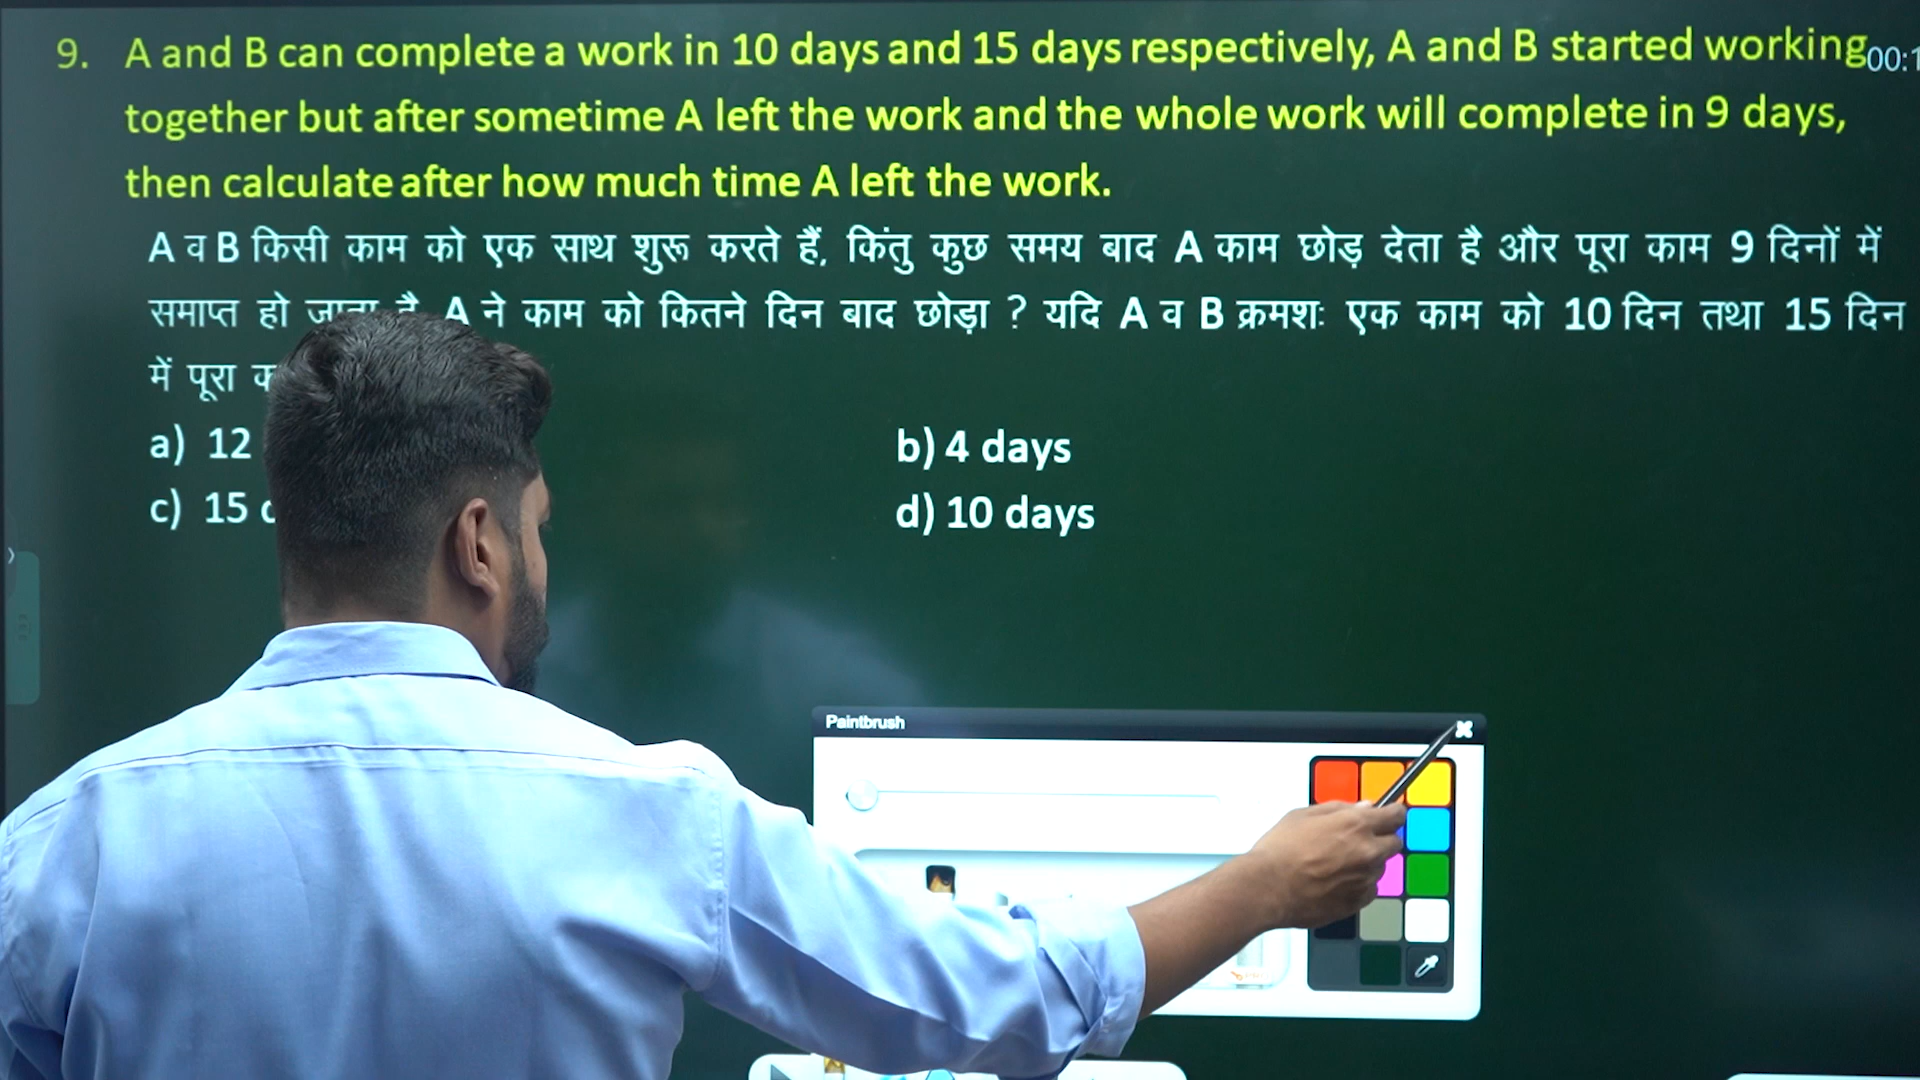 9. A and B can complete a work in 10 days and 15 days respectively, A and B started working
00:1
together but after sometime A left the work and the whole work will complete in 9 days,
then calculate after how much time A left the work.
A व B किसी काम को एक साथ शुरू करते हैं, किंतु कुछ समय बाद A काम छोड़ देता है और पूरा काम 9 दिनों में
समाप्त हो जाता है A ने काम को कितने दिन बाद छोड़ा ? यदि A व B क्रमशः एक काम को 10 दिन तथा 15 दिन
में पूरा
a) 12
b) 4 days
c) 15
d) 10 days
Paintbrush